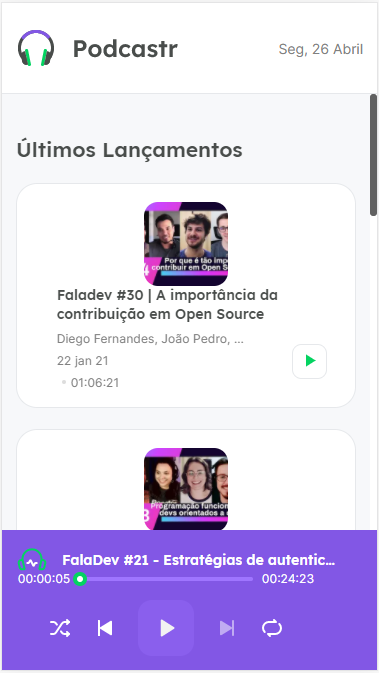 Podcastr
Seg, 26 Abril
Últimos Lançamentos
Por que é tão impo
contribuir em Open S
Faladev #30 | A importância da
contribuição em Open Source
Diego Fernandes, João Pedro, ...
22 jan 21
01:06:21
Programação funcion
devs orientados a o
FalaDev #21 - Estratégias de autentic...
00:00:05
00:24:23